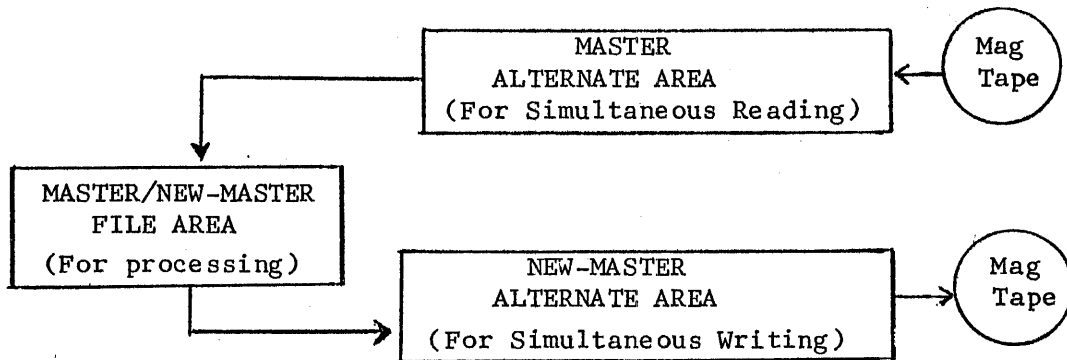 MASTER
ALTERNATE AREA
(For Simultaneous Reading)
Mag
Tape
MASTER/NEW-MASTER
FILE AREA
(For processing)
NEW-MASTER
ALTERNATE AREA
(For Simultaneous Writing)
Mag
Tape